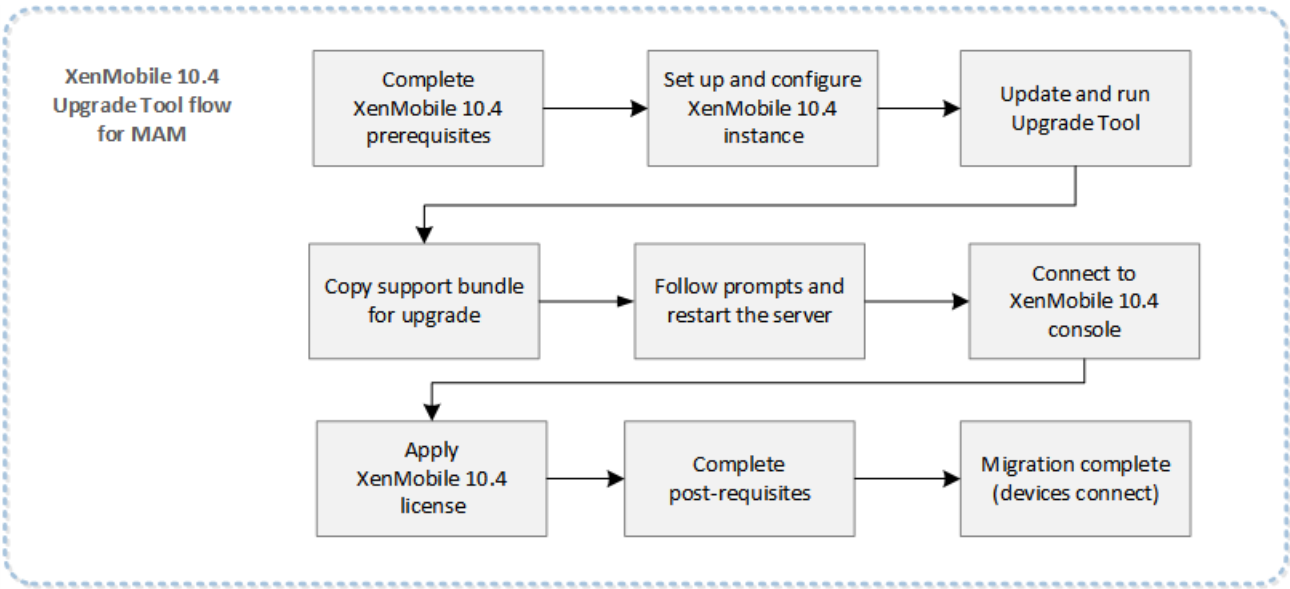 XenMobile 10.4
Upgrade Tool flow
for MAM
Complete
XenMobile 10.4
prerequisites
Set up and configure
XenMobile 10.4
instance
Update and run
Upgrade Tool
Copy support bundle
for upgrade
Follow prompts and
restart the server
Connect to
XenMobile 10.4
console
Apply
XenMobile 10.4
license
Complete
post-requisites
Migration complete
(devices connect)